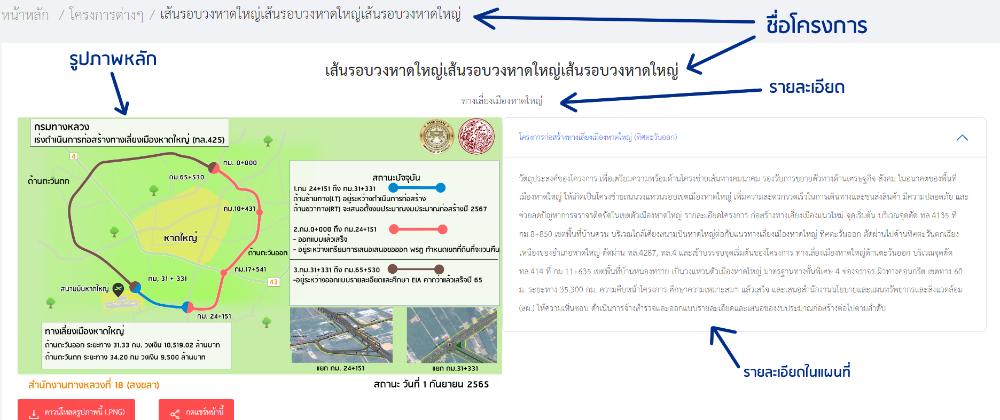 หน้าหลัก / โครงการต่างๆ / เส้นรอบวงหาดใหญ่เส้นรอบวงหาดใหญ่เส้นรอบวงหาดใหญ่
ชื่อโครงการ
รูปภาพหลัก
เส้นรอบวงหาดใหญ่เส้นรอบวงหาดใหญ่เส้นรอบวงหาดใหญ่
รายละเอียด
ทางเลี่ยงเมืองหาดใหญ่
กรมทางหลวง
เร่งดำเนินการก่อสร้างทางเลี่ยงเมืองหาดใหญ่ (ทล.425)
4
กม. 0+000
กม.65+530
ด้านตะวันตก
กม.10+431
หาดใหญ่
ด้านตะวันออก
กม.17+541
43
กม, 31 + 331
สนามบินหาดใหญ่
กม. 24+151
ทางเลี่ยงเมืองหาดใหญ่
ด้านตะวันออก ระยะทาง 31.33 กม. วงเงิน 10,519.02 ล้านบาท
ด้านตะวันตก ระยะทาง 34.20 กม วงเงิน 9,500 ล้านบาท
สถานะปัจจุบัน
1.กม 24+151 ถึง กม.31+331
ด้านซ้ายทาง(LT) อยู่ระหว่างดำเนินการก่อสร้าง
ด้านขวาทาง(RT) จะเสนอตั้งงบประมาณงบประมาณก่อสร้างปี 2567
2.กม.0+000 ถึง กม.24+151
- ออกแบบแล้วเสร็จ
- อยู่ระหว่างเตรียมการเสนอเสนอขอออก พรฎ กำหนดเขตที่ดินที่จะเวนคืน
3.กม.31+331 ถึง กม.65+530
-อยู่ระหว่างออกแบบรายละเอียดและศึกษา EIA คาดว่าแล้วเสร็จปี 65
แยก กม. 24+151
แยก กม.31+331
สำนักงานทางหลวงที่ 18 (สงขลา)
สถานะ วันที่ 1 กันยายน 2565
ดาวน์โหลดรูปภาพนี้ (.PNG)
กดแชร์หน้านี้
โครงการก่อสร้างทางเลี่ยงเมืองหาดใหญ่ (ทิศตะวันออก)
วัตถุประสงค์ของโครงการ เพื่อเตรียมความพร้อมด้านโครงข่ายเส้นทางคมนาคม รองรับการขยายตัวทางด้านเศรษฐกิจ สังคม ในอนาคตของพื้นที่
เมืองหาดใหญ่ ให้เกิดเป็นโครงข่ายถนนวงแหวนรอบเขตเมืองหาดใหญ่ เพิ่มความสะดวกรวดเร็วในการเดินทางและขนส่งสินค้า มีความปลอดภัย และ
ช่วยลดปัญหาการจราจรติดขัดในเขตตัวเมืองหาดใหญ่ รายละเอียดโครงการ ก่อสร้างทางเลี่ยงเมืองแนวใหม่ จุดเริ่มต้น บริเวณจุดตัด ทล.4135 ที่
กม.8+850 เขตพื้นที่บ้านควน บริเวณใกล้เคียงสนามบินหาดใหญ่ต่อกับแนวทางเลี่ยงเมืองหาดใหญ่ ทิศตะวันออก ตัดผ่านไปด้านทิศตะวันตกเฉียง
เหนือของอำเภอหาดใหญ่ ตัดผ่าน ทล.4287, ทล.4 และเข้าบรรจบจุดเริ่มต้นของโครงการ ทางเลี่ยงเมืองหาดใหญ่ด้านตะวันออก บริเวณจุดตัด
ทล.414 ที่ กม.11+635 เขตพื้นที่บ้านหนองทราย เป็นวงแหวนตัวเมืองหาดใหญ่ มาตรฐานทางชั้นพิเศษ 4 ช่องจราจร ผิวทางคอนกรีต เขตทาง 60
ม. ระยะทาง 35.300 กม. ความคืบหน้าโครงการ ศึกษาความเหมาะสมฯ แล้วเสร็จ และเสนอสำนักงานนโยบายและแผนทรัพยากรและสิ่งแวดล้อม
(สผ.) ให้ความเห็นชอบ ดำเนินการจ้างสำรวจและออกแบบรายละเอียดและเสนอของบประมาณก่อสร้างต่อไปตามลำดับ
รายละเอียดในแผนที่